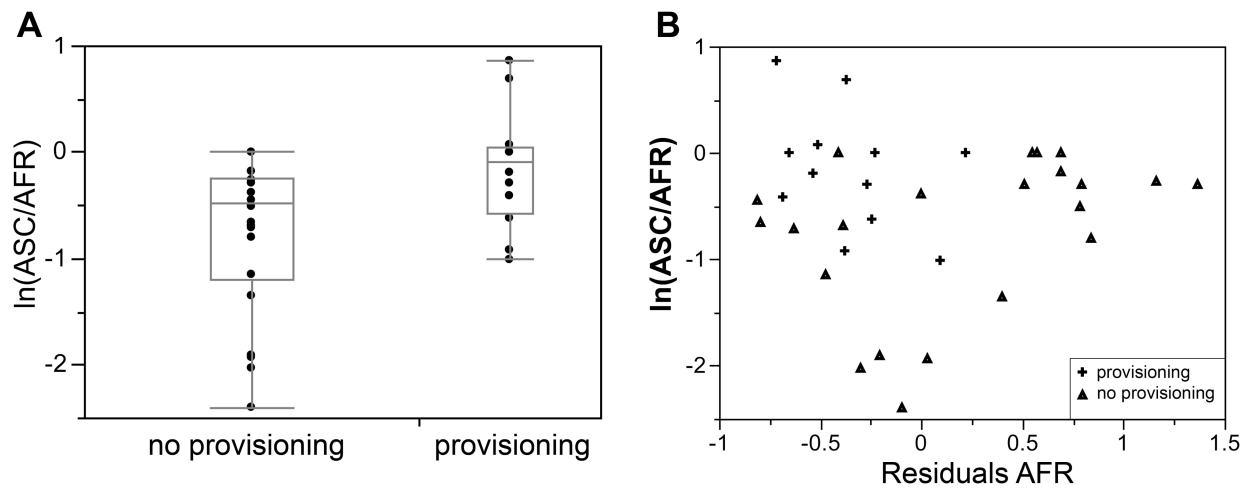 A
ln(ASC/AFR)
1
0
-1
-2
no provisioning
provisioning
B
ln(ASC/AFR)
1
0
-1
-2
-1
-0.5
0
0.5
1
1.5
Residuals AFR
provisioning
no provisioning